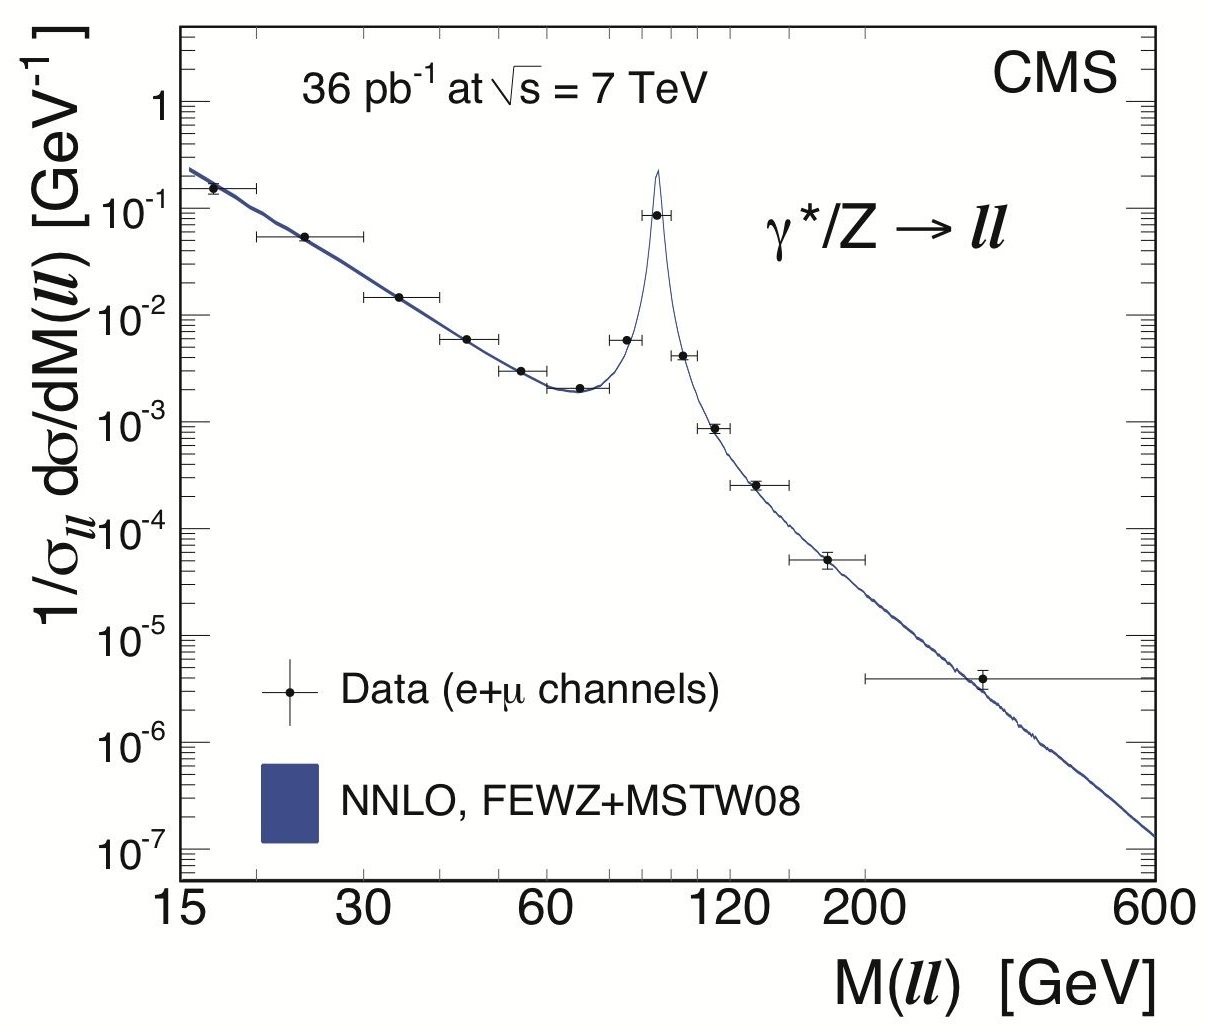 CMS
36 pb⁻¹ at √s = 7 TeV
γ*/Z → ll
1/σ_ll dσ/dM(ll) [GeV⁻¹]
1
10⁻¹
10⁻²
10⁻³
10⁻⁴
10⁻⁵
10⁻⁶
10⁻⁷
Data (e+μ channels)
NNLO, FEWZ+MSTW08
15 30 60 120 200 600
M(ll) [GeV]